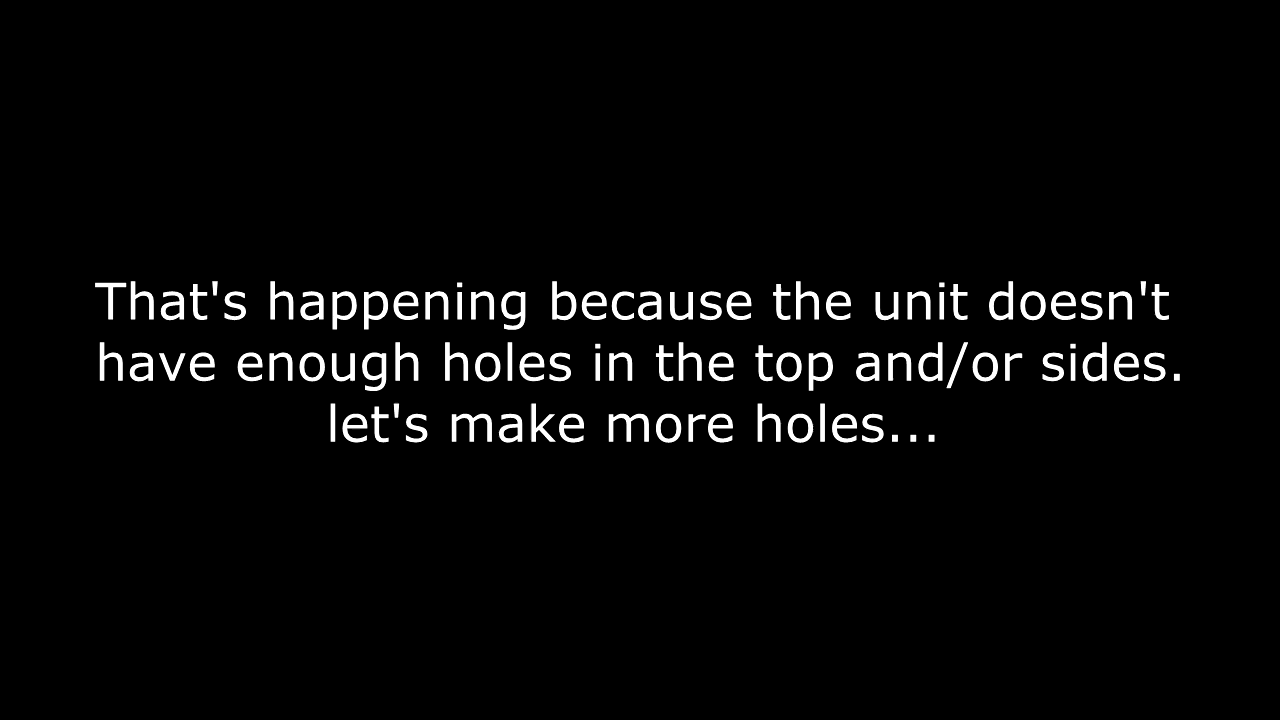 That's happening because the unit doesn't
have enough holes in the top and/or sides.
let's make more holes...